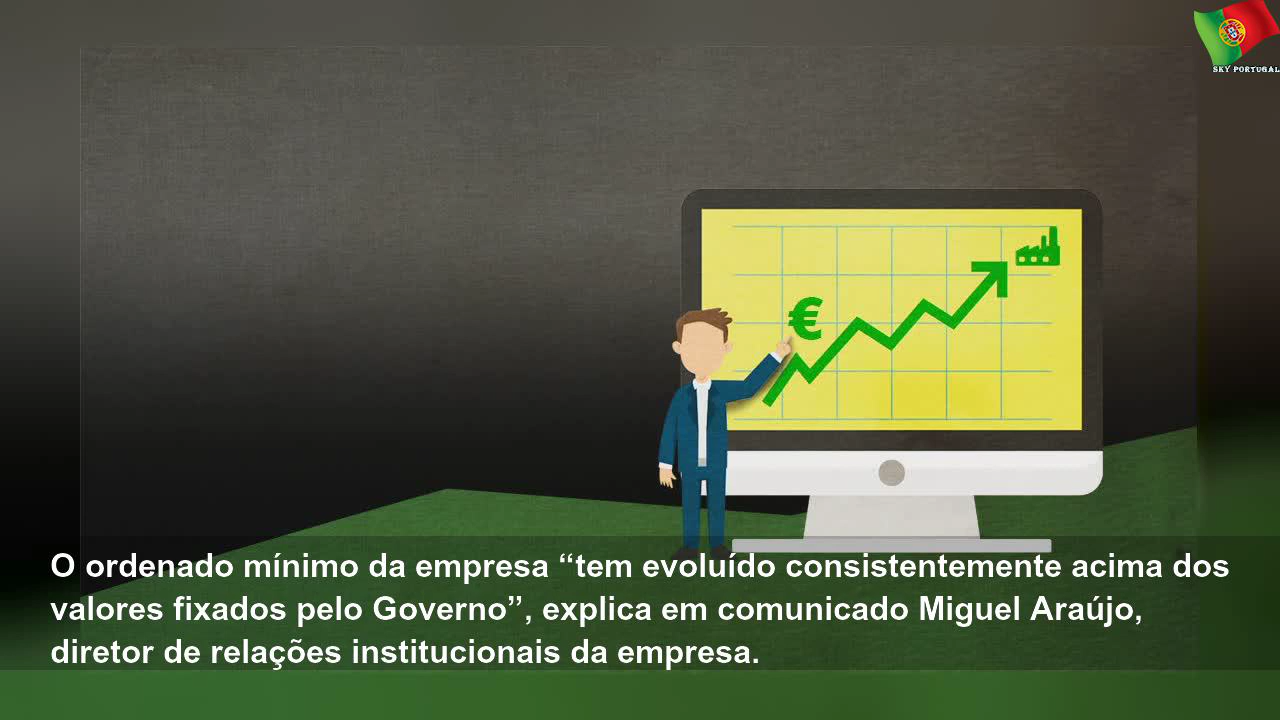 SKY PORTUGAL
€
O ordenado mínimo da empresa “tem evoluído consistentemente acima dos
valores fixados pelo Governo”, explica em comunicado Miguel Araújo,
diretor de relações institucionais da empresa.